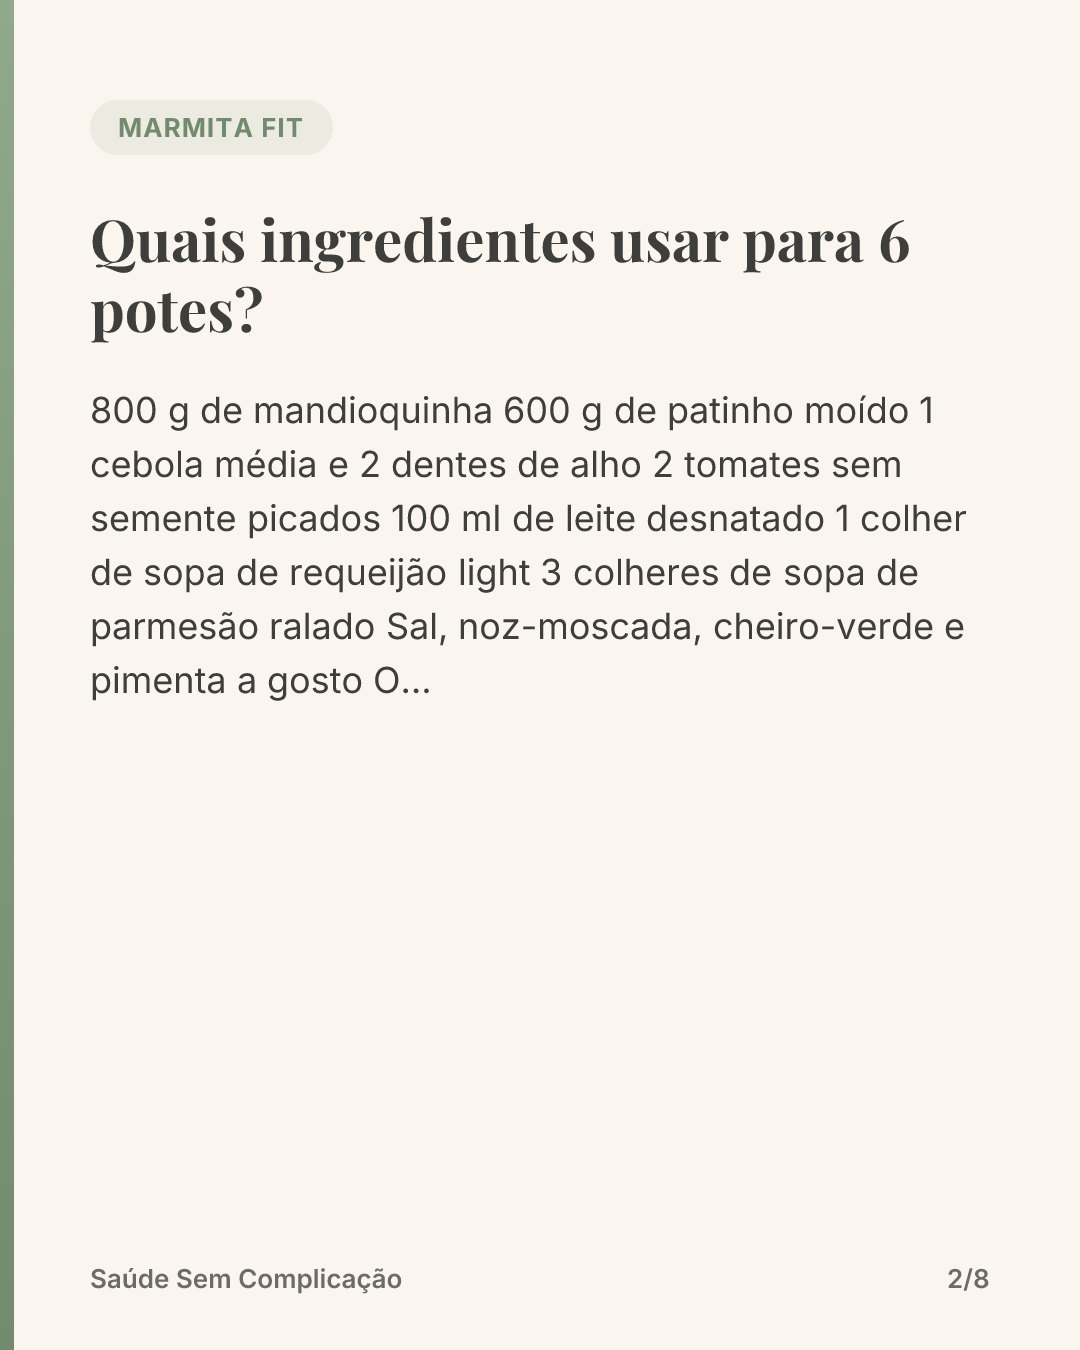 MARMITA FIT
Quais ingredientes usar para 6
potes?
800 g de mandioquinha 600 g de patinho moído 1
cebola média e 2 dentes de alho 2 tomates sem
semente picados 100 ml de leite desnatado 1 colher
de sopa de requeijão light 3 colheres de sopa de
parmesão ralado Sal, noz-moscada, cheiro-verde e
pimenta a gosto O...
Saúde Sem Complicação
2/8